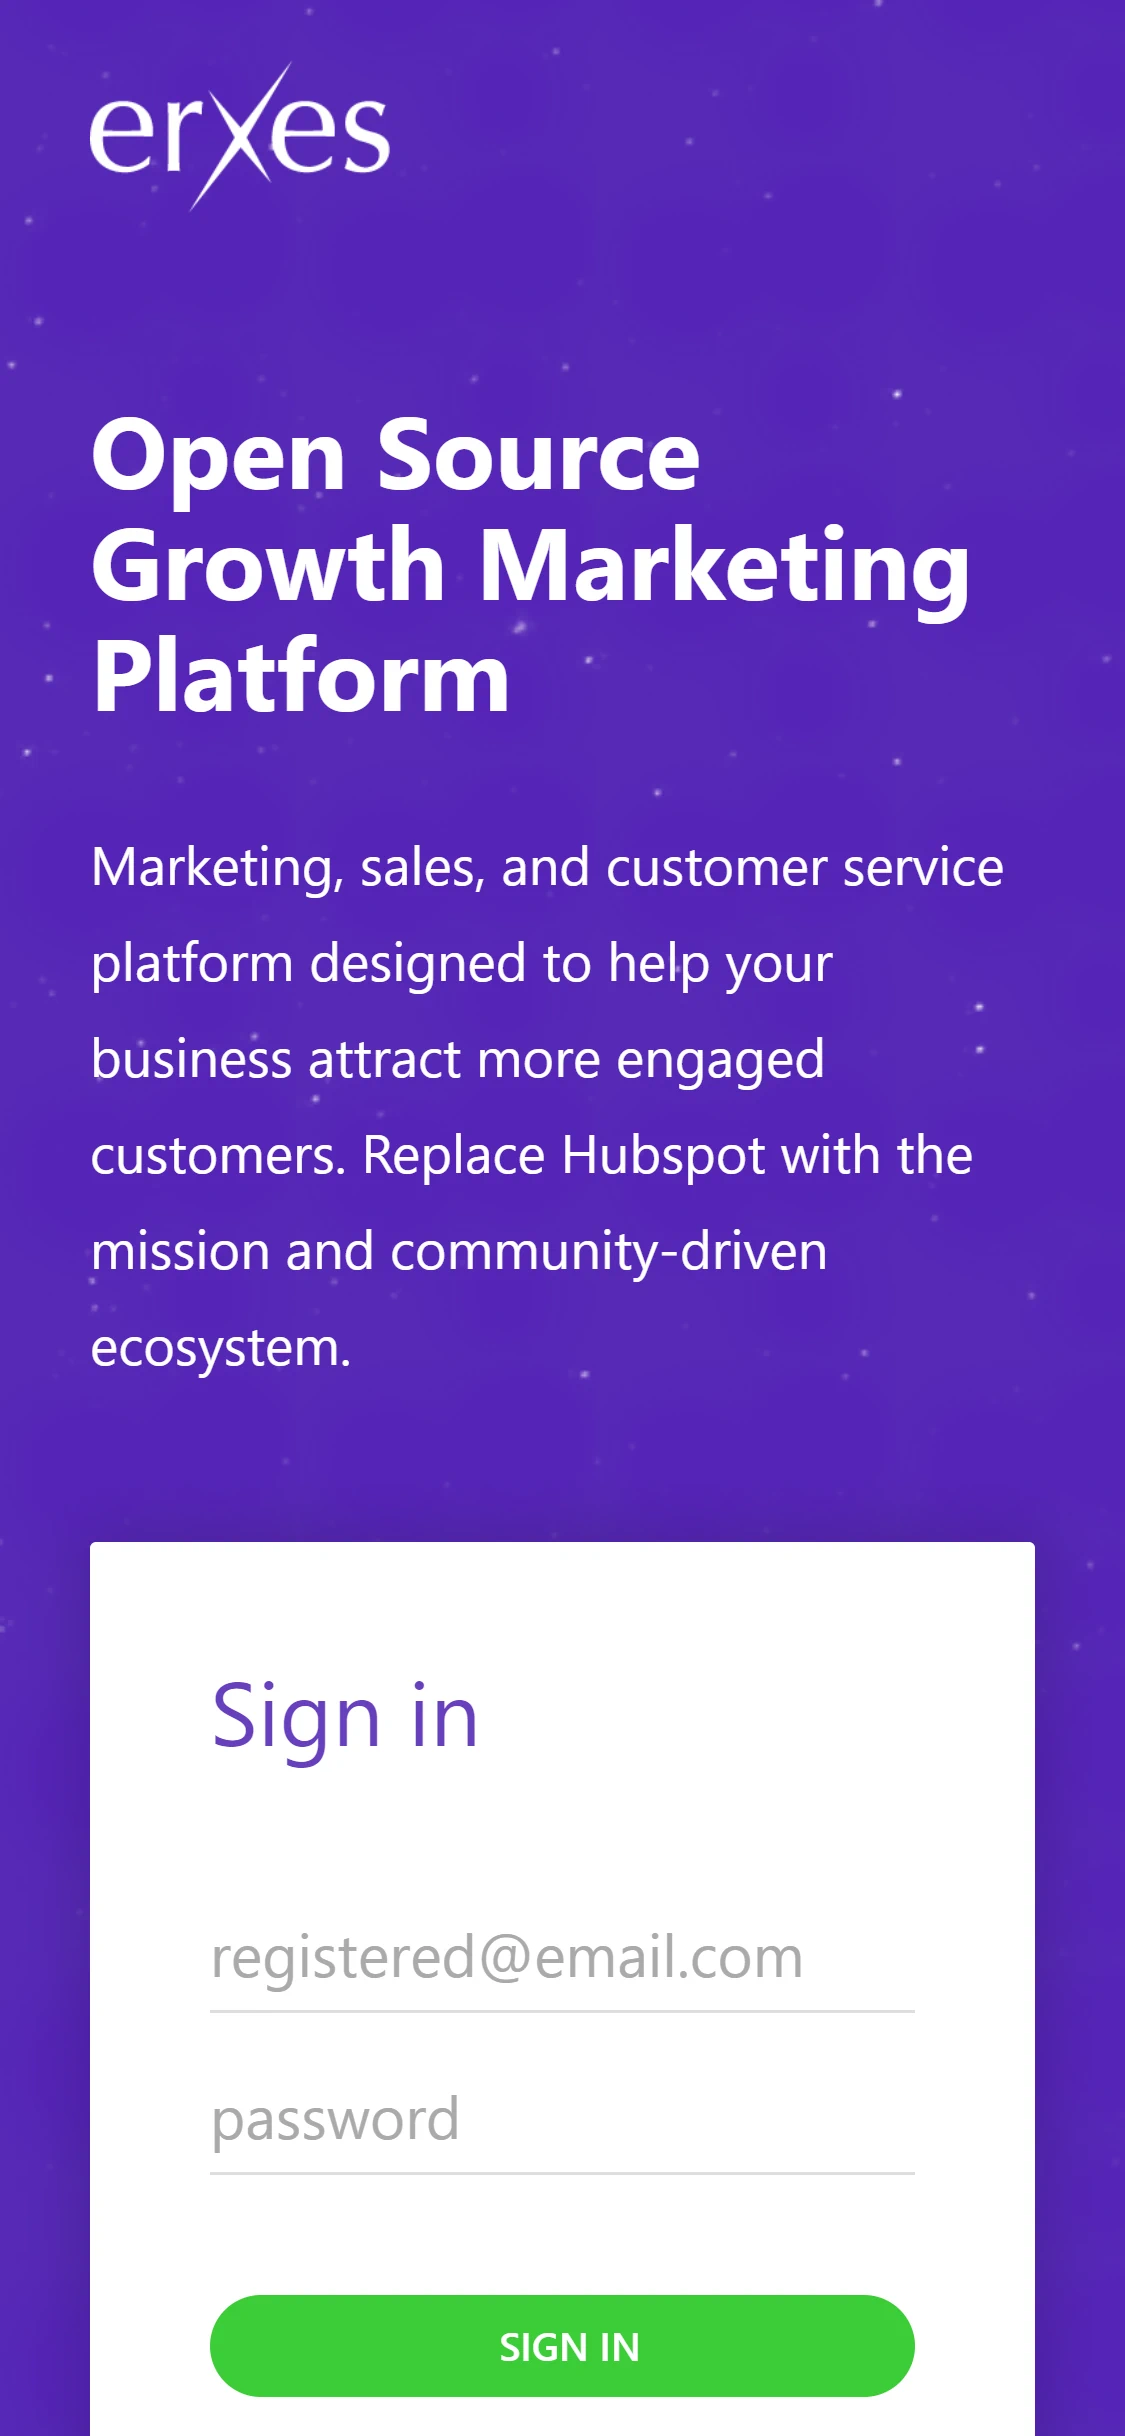 erxes
Open Source
Growth Marketing
Platform
Marketing, sales, and customer service
platform designed to help your
business attract more engaged
customers. Replace Hubspot with the
mission and community-driven
ecosystem.
Sign in
registered@email.com
password
SIGN IN